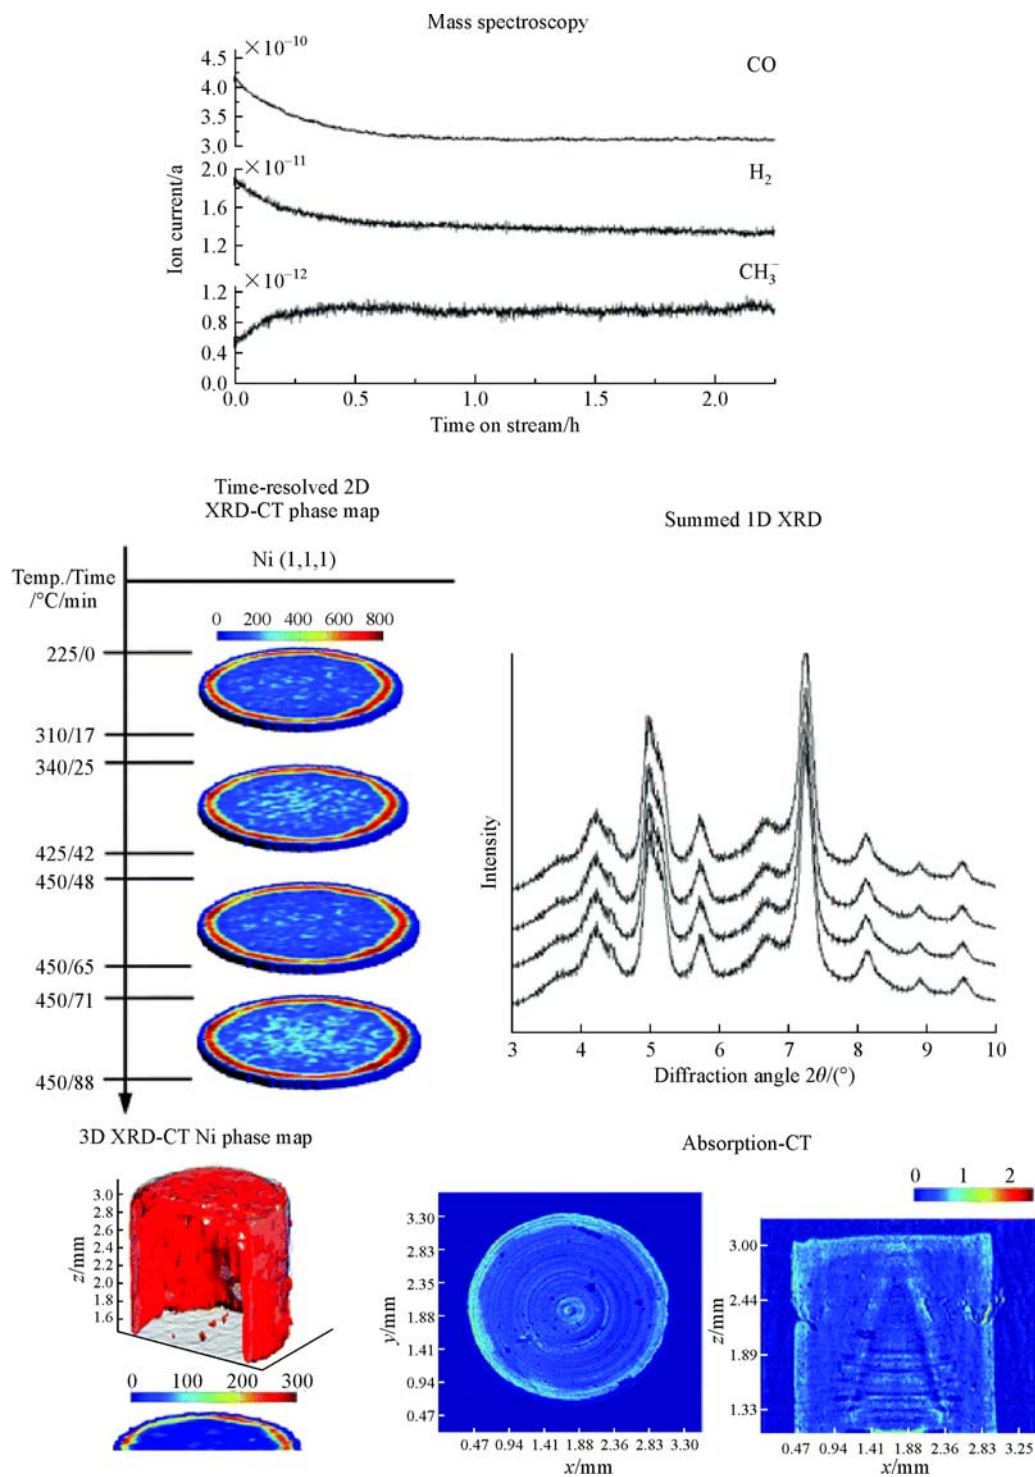 Mass spectroscopy
×10⁻¹⁰
4.5
4.0
3.5
3.0
CO
×10⁻¹¹
2.0
1.6
1.2
H₂
×10⁻¹²
1.2
0.8
0.4
0.0
CH₃⁻
Ion current/a
0.0 0.5 1.0 1.5 2.0
Time on stream/h
Time-resolved 2D
XRD-CT phase map
Ni (1,1,1)
Temp./Time
/°C/min
0 200 400 600 800
225/0
310/17
340/25
425/42
450/48
450/65
450/71
450/88
Summed 1D XRD
Intensity
3 4 5 6 7 8 9 10
Diffraction angle 2θ/(°)
3D XRD-CT Ni phase map
3.0
2.8
2.6
2.4
2.2
2.0
1.8
1.6
z/mm
0 100 200 300
Absorption-CT
0 1 2
3.30
2.83
2.35
1.88
1.41
0.94
0.47
y/mm
0.47 0.94 1.41 1.88 2.36 2.83 3.30
x/mm
3.00
2.44
1.89
1.33
z/mm
0.47 0.94 1.41 1.88 2.36 2.83 3.25
x/mm